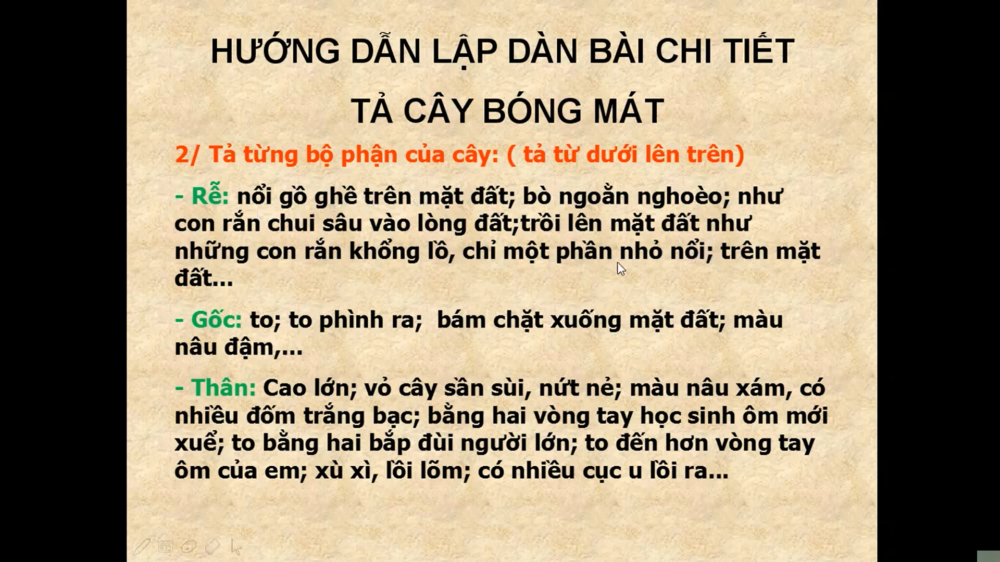 HƯỚNG DẪN LẬP DÀN BÀI CHI TIẾT
TẢ CÂY BÓNG MÁT
2/ Tả từng bộ phận của cây: ( tả từ dưới lên trên)
- Rễ: nổi gồ ghề trên mặt đất; bò ngoằn nghoèo; như
con rắn chui sâu vào lòng đất;trồi lên mặt đất như
những con rắn khổng lồ, chỉ một phần nhỏ nổi; trên mặt
đất...
- Gốc: to; to phình ra;  bám chặt xuống mặt đất; màu
nâu đậm,...
- Thân: Cao lớn; vỏ cây sần sùi, nứt nẻ; màu nâu xám, có
nhiều đốm trắng bạc; bằng hai vòng tay học sinh ôm mới
xuể; to bằng hai bắp đùi người lớn; to đến hơn vòng tay
ôm của em; xù xì, lồi lõm; có nhiều cục u lồi ra...